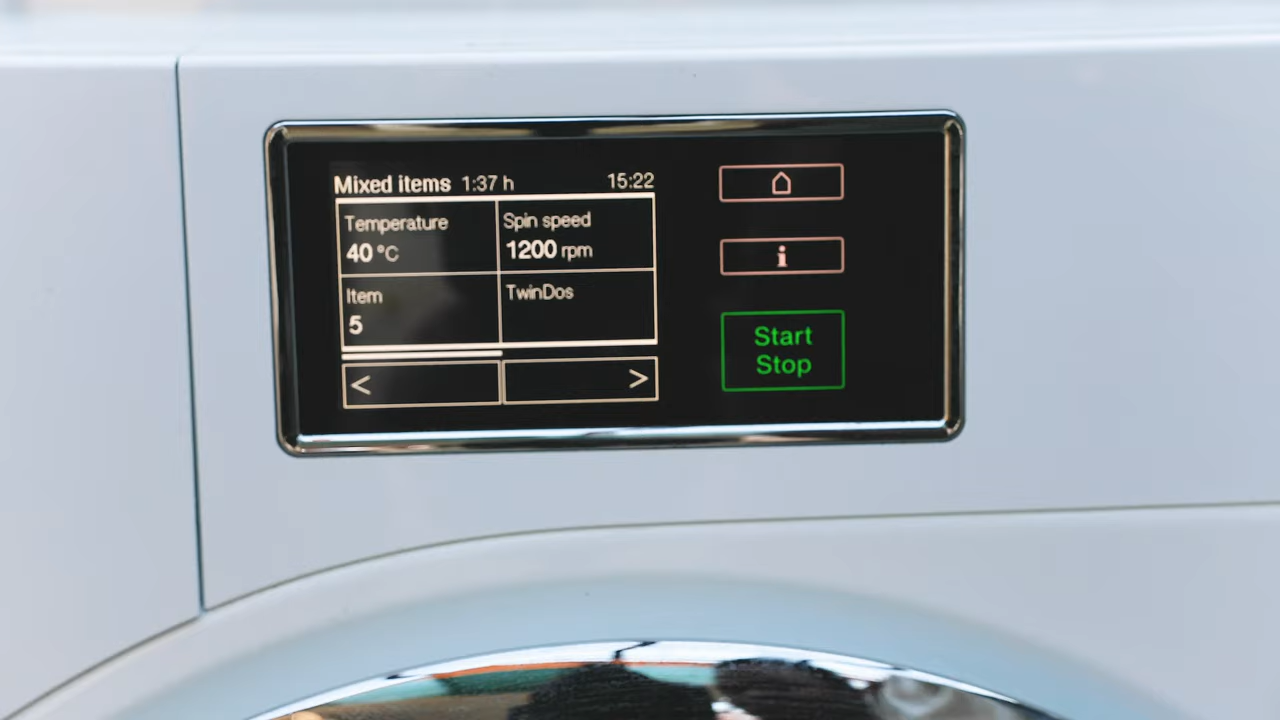 Mixed items 1:37 h 15:22
Temperature
40 °C
Spin speed
1200 rpm
Item
5
TwinDos
< >
i
Start
Stop